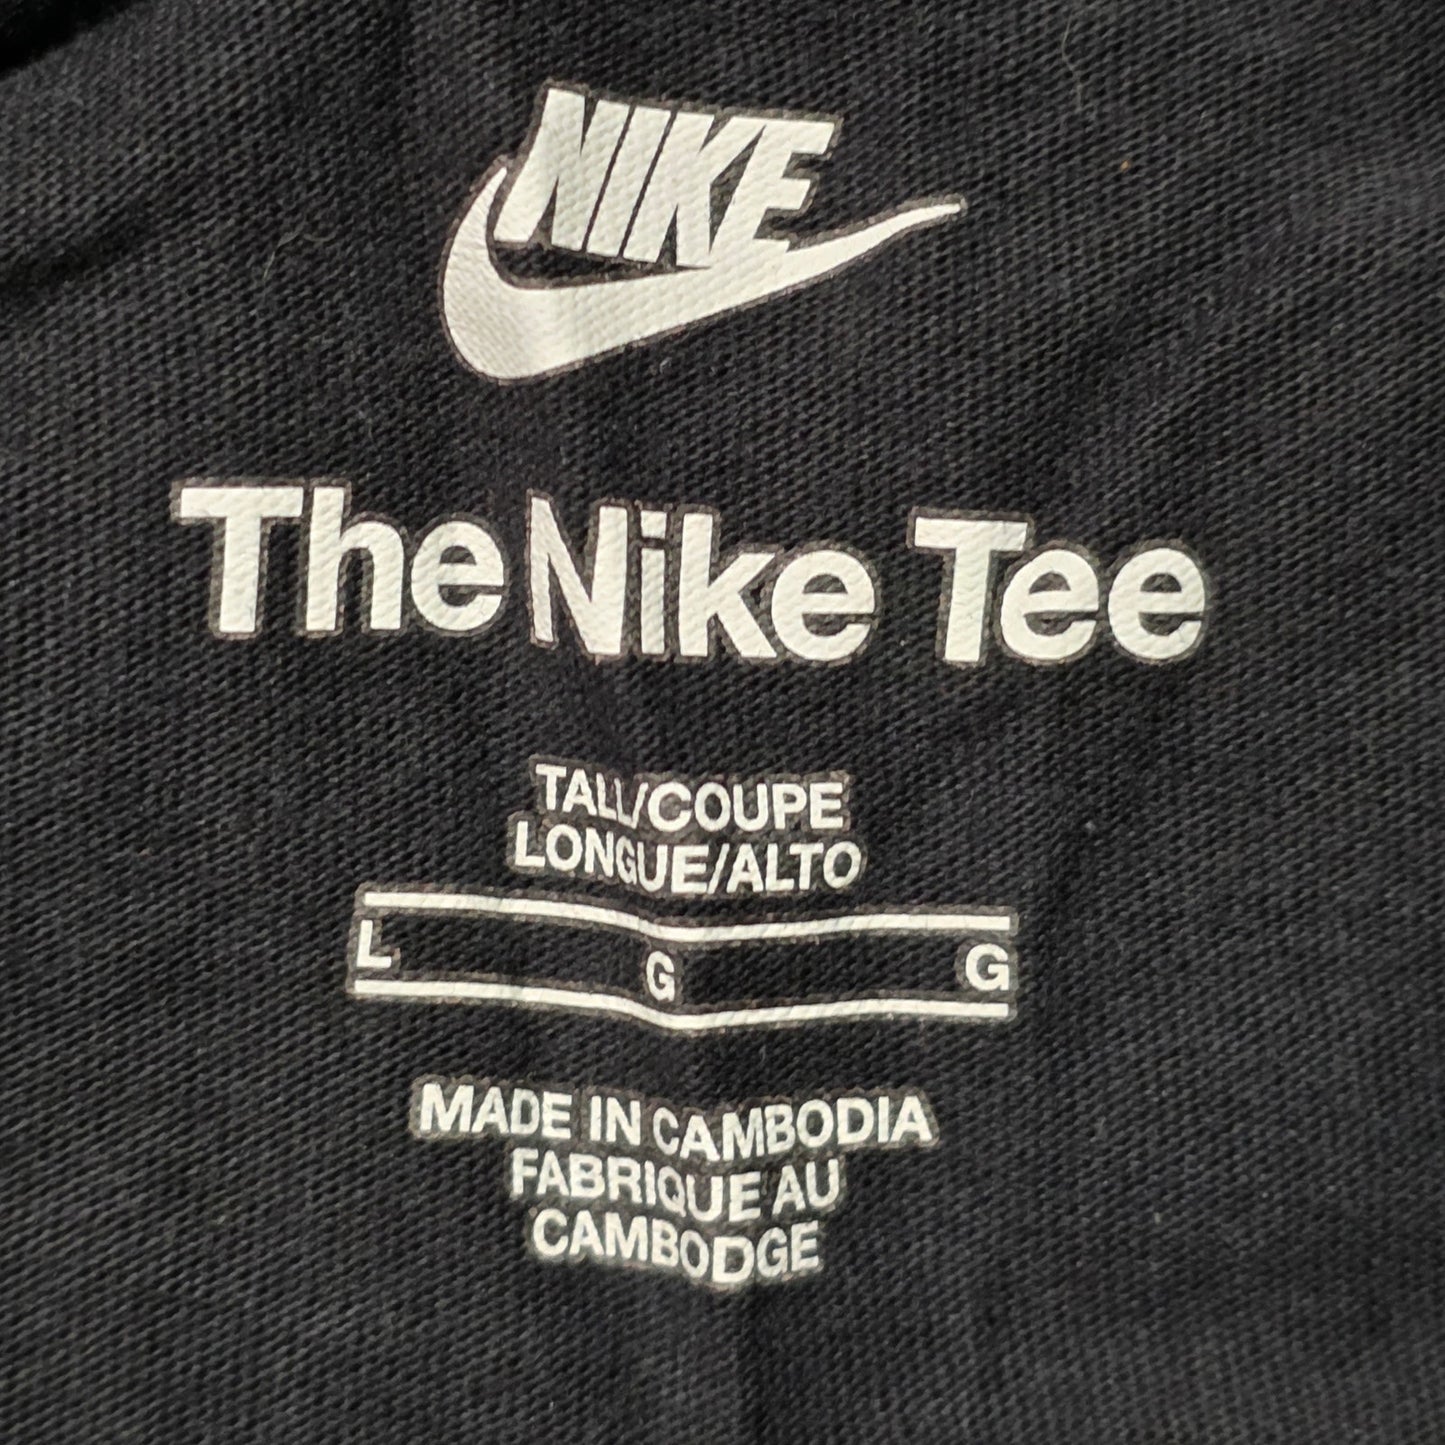 NIKE
The Nike Tee
TALL/COUPE
LONGUE/ALTO
L G G
MADE IN CAMBODIA
FABRIQUE AU
CAMBODGE